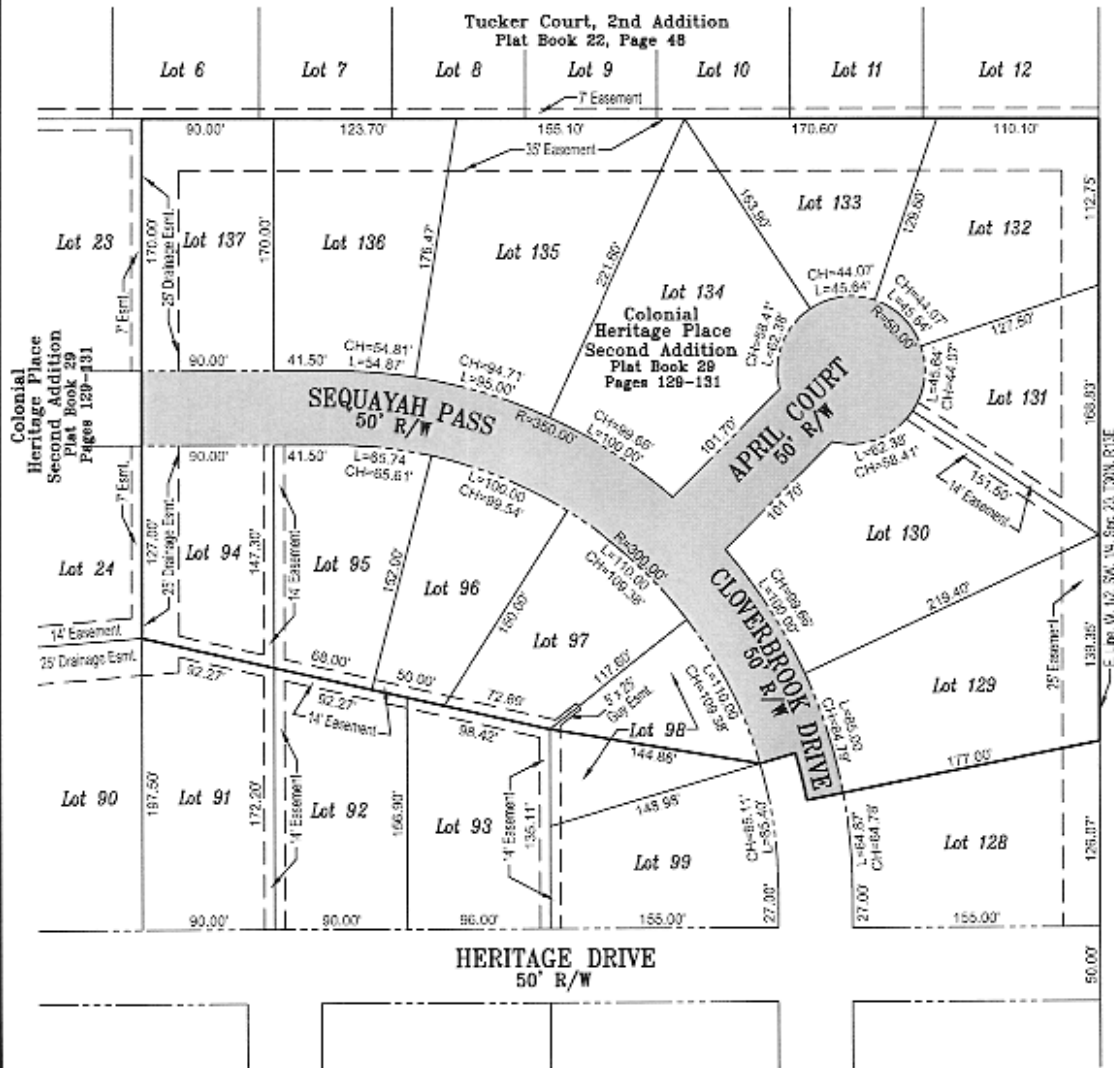 Tucker Court, 2nd Addition
Plat Book 22, Page 48
Lot 6
Lot 7
Lot 8
Lot 9
Lot 10
Lot 11
Lot 12
7' Easement
90.00'
123.70'
155.10'
170.60'
110.10'
35' Easement
Lot 23
7' Esmt.
170.00'
25' Drainage Esmt.
Lot 137
170.00'
Lot 136
176.47'
Lot 135
221.80'
163.90'
Lot 133
129.60'
Lot 132
112.75'
Lot 134
Colonial
Heritage Place
Second Addition
Plat Book 29
Pages 129-131
CH=44.07'
L=45.64'
CH=44.07'
L=45.64'
R=50.00'
127.60'
CH=58.41'
L=62.38'
L=45.64'
CH=44.07'
Lot 131
168.83'
Colonial
Heritage Place
Second Addition
Plat Book 29
Pages 129-131
90.00'
41.50'
CH=54.81'
L=54.87'
CH=94.71'
L=95.00'
R=350.00'
CH=99.66'
L=100.00'
101.70'
SEQUAYAH PASS
50' R/W
APRIL COURT
50' R/W
L=62.38'
CH=58.41'
101.70'
151.60'
14' Easement
90.00'
41.50'
L=65.74
CH=65.61'
L=100.00
CH=99.54'
R=300.00'
L=110.00
CH=109.38'
7' Esmt.
Lot 24
127.00'
25' Drainage Esmt.
Lot 94
147.30'
14' Easement
Lot 95
152.00'
Lot 96
150.00'
Lot 97
117.60'
Lot 130
219.40'
CH=99.66'
L=100.00'
CLOVERBROOK DRIVE
50' R/W
25' Easement
139.35'
14' Easement
25' Drainage Esmt.
92.27'
68.00'
50.00'
72.69'
92.27'
14' Easement
98.42'
5' x 25'
Guy Esmt.
Lot 98
144.86'
L=110.00
CH=109.38'
Lot 129
L=85.00
CH=84.79'
177.00'
Lot 90
197.50'
Lot 91
172.20'
14' Easement
Lot 92
156.90'
Lot 93
14' Easement
135.11'
148.98'
Lot 99
CH=85.11'
L=85.40'
27.00'
L=64.87'
CH=64.78'
27.00'
Lot 128
126.07'
90.00'
90.00'
96.00'
155.00'
155.00'
HERITAGE DRIVE
50' R/W
50.00'